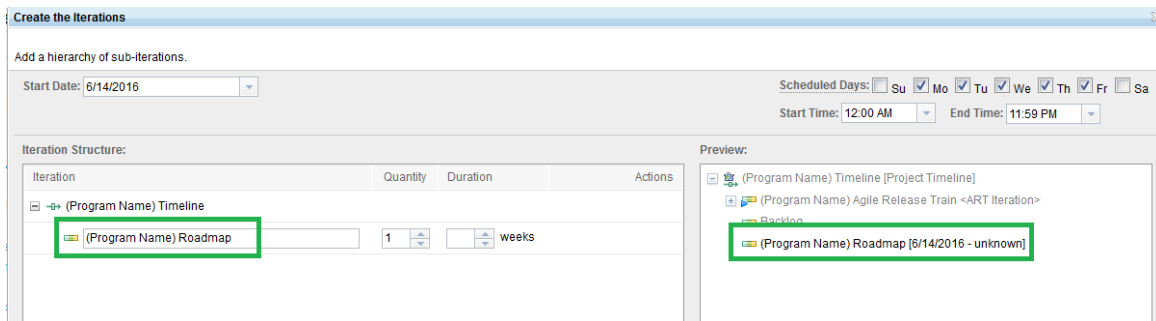 Create the Iterations
Add a hierarchy of sub-iterations.
Start Date: 6/14/2016
Scheduled Days: Su Mo Tu We Th Fr Sa
Start Time: 12:00 AM End Time: 11:59 PM
Iteration Structure:
Iteration Quantity Duration Actions
(Program Name) Timeline
(Program Name) Roadmap 1 weeks
Preview:
(Program Name) Timeline [Project Timeline]
(Program Name) Agile Release Train <ART Iteration>
Backlog
(Program Name) Roadmap [6/14/2016 - unknown]